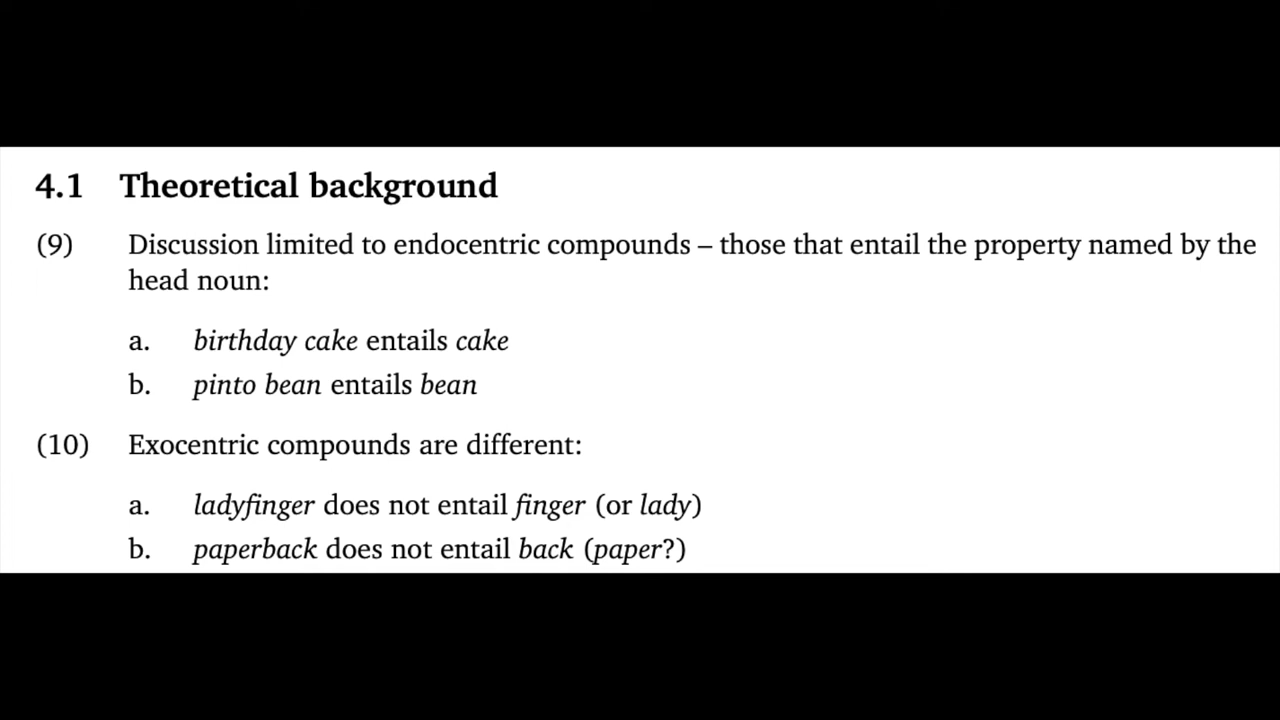 4.1 Theoretical background
(9) Discussion limited to endocentric compounds – those that entail the property named by the
head noun:
a. birthday cake entails cake
b. pinto bean entails bean
(10) Exocentric compounds are different:
a. ladyfinger does not entail finger (or lady)
b. paperback does not entail back (paper?)